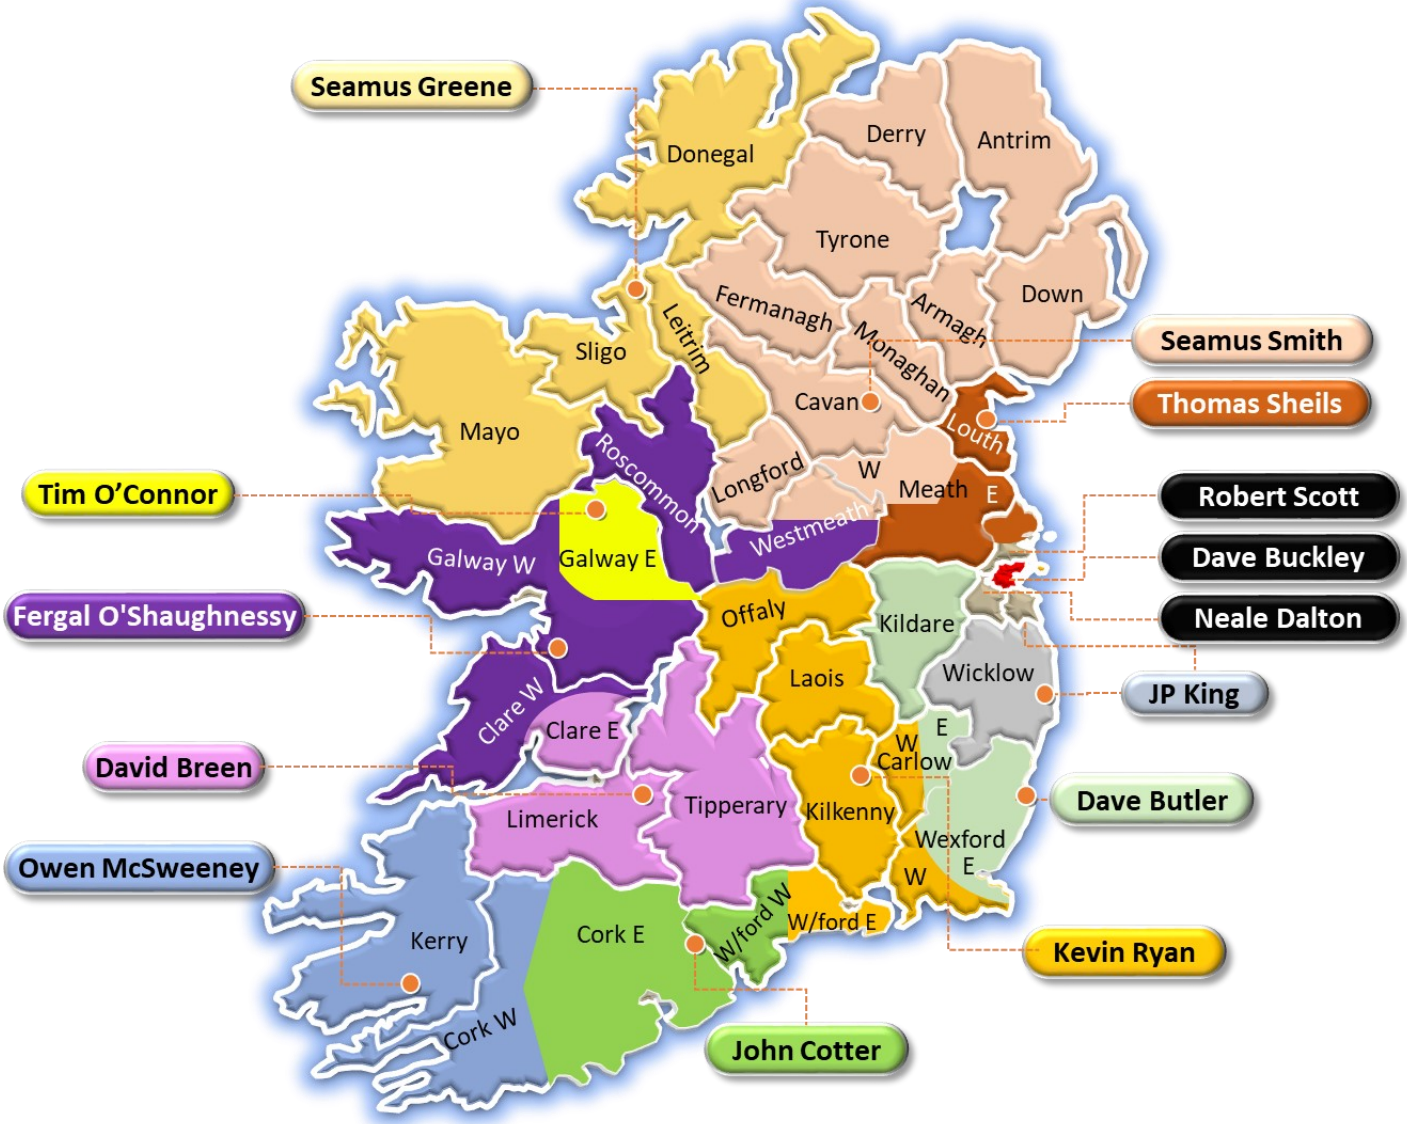 Seamus Greene
Donegal
Derry
Antrim
Tyrone
Fermanagh
Armagh
Down
Monaghan
Leitrim
Sligo
Mayo
Cavan
Seamus Smith
Thomas Sheils
Louth
Roscommon
Longford
W
Meath
E
Westmeath
Tim O'Connor
Galway W
Galway E
Robert Scott
Dave Buckley
Neale Dalton
Fergal O'Shaughnessy
Offaly
Kildare
Laois
Wicklow
JP King
Clare W
Clare E
E
W
Carlow
David Breen
Limerick
Tipperary
Kilkenny
Dave Butler
Wexford
E
W
Owen McSweeney
Kerry
Cork E
W/ford W
W/ford E
Kevin Ryan
Cork W
John Cotter